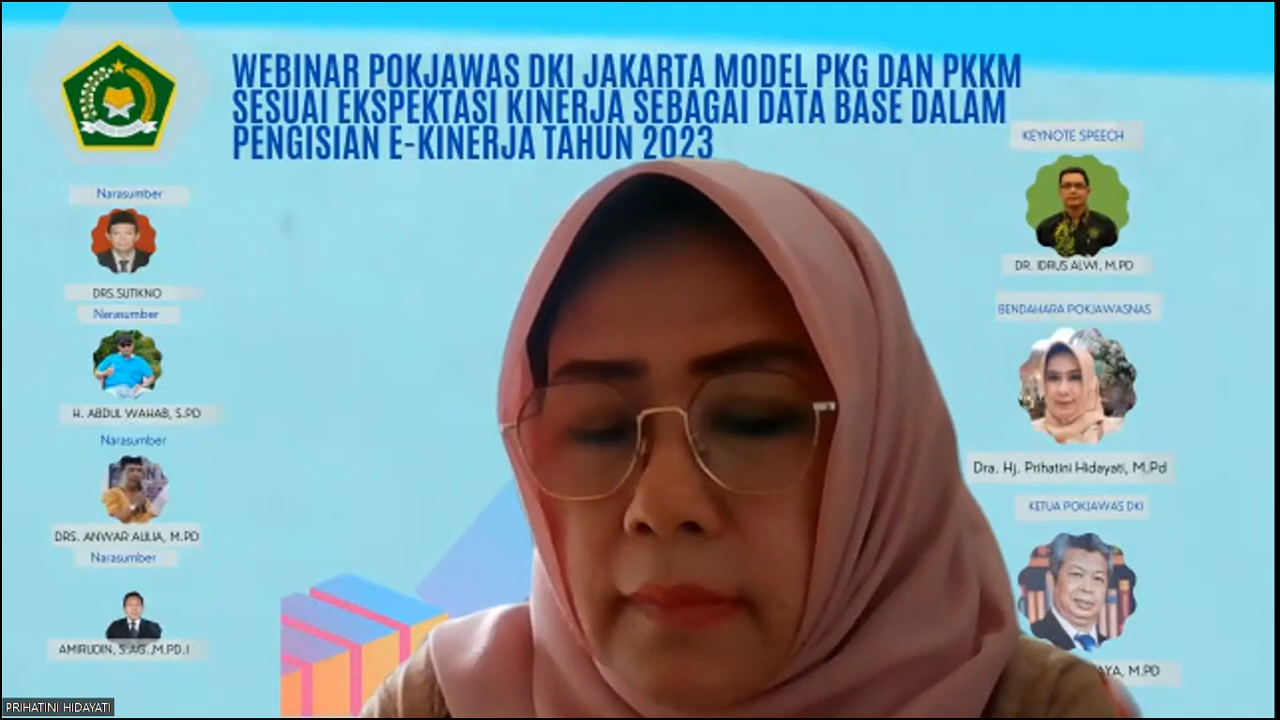 WEBINAR POKJAWAS DKI JAKARTA MODEL PKG DAN PKKM
SESUAI EKSPEKTASI KINERJA SEBAGAI DATA BASE DALAM
PENGISIAN E-KINERJA TAHUN 2023
Narasumber
DRS.SUTIKNO
Narasumber
H. ABDUL WAHAB, S.PD
Narasumber
DRS. ANWAR AULIA, M.PD
Narasumber
AMIRUDIN, S.AG.,M.PD.I
KEYNOTE SPEECH
DR. IDRUS ALWI, M.PD
BENDAHARA POKJAWASNAS
Dra. Hj. Prihatini Hidayati, M.Pd
KETUA POKJAWAS DKI
AYA, M.PD
PRIHATINI HIDAYATI